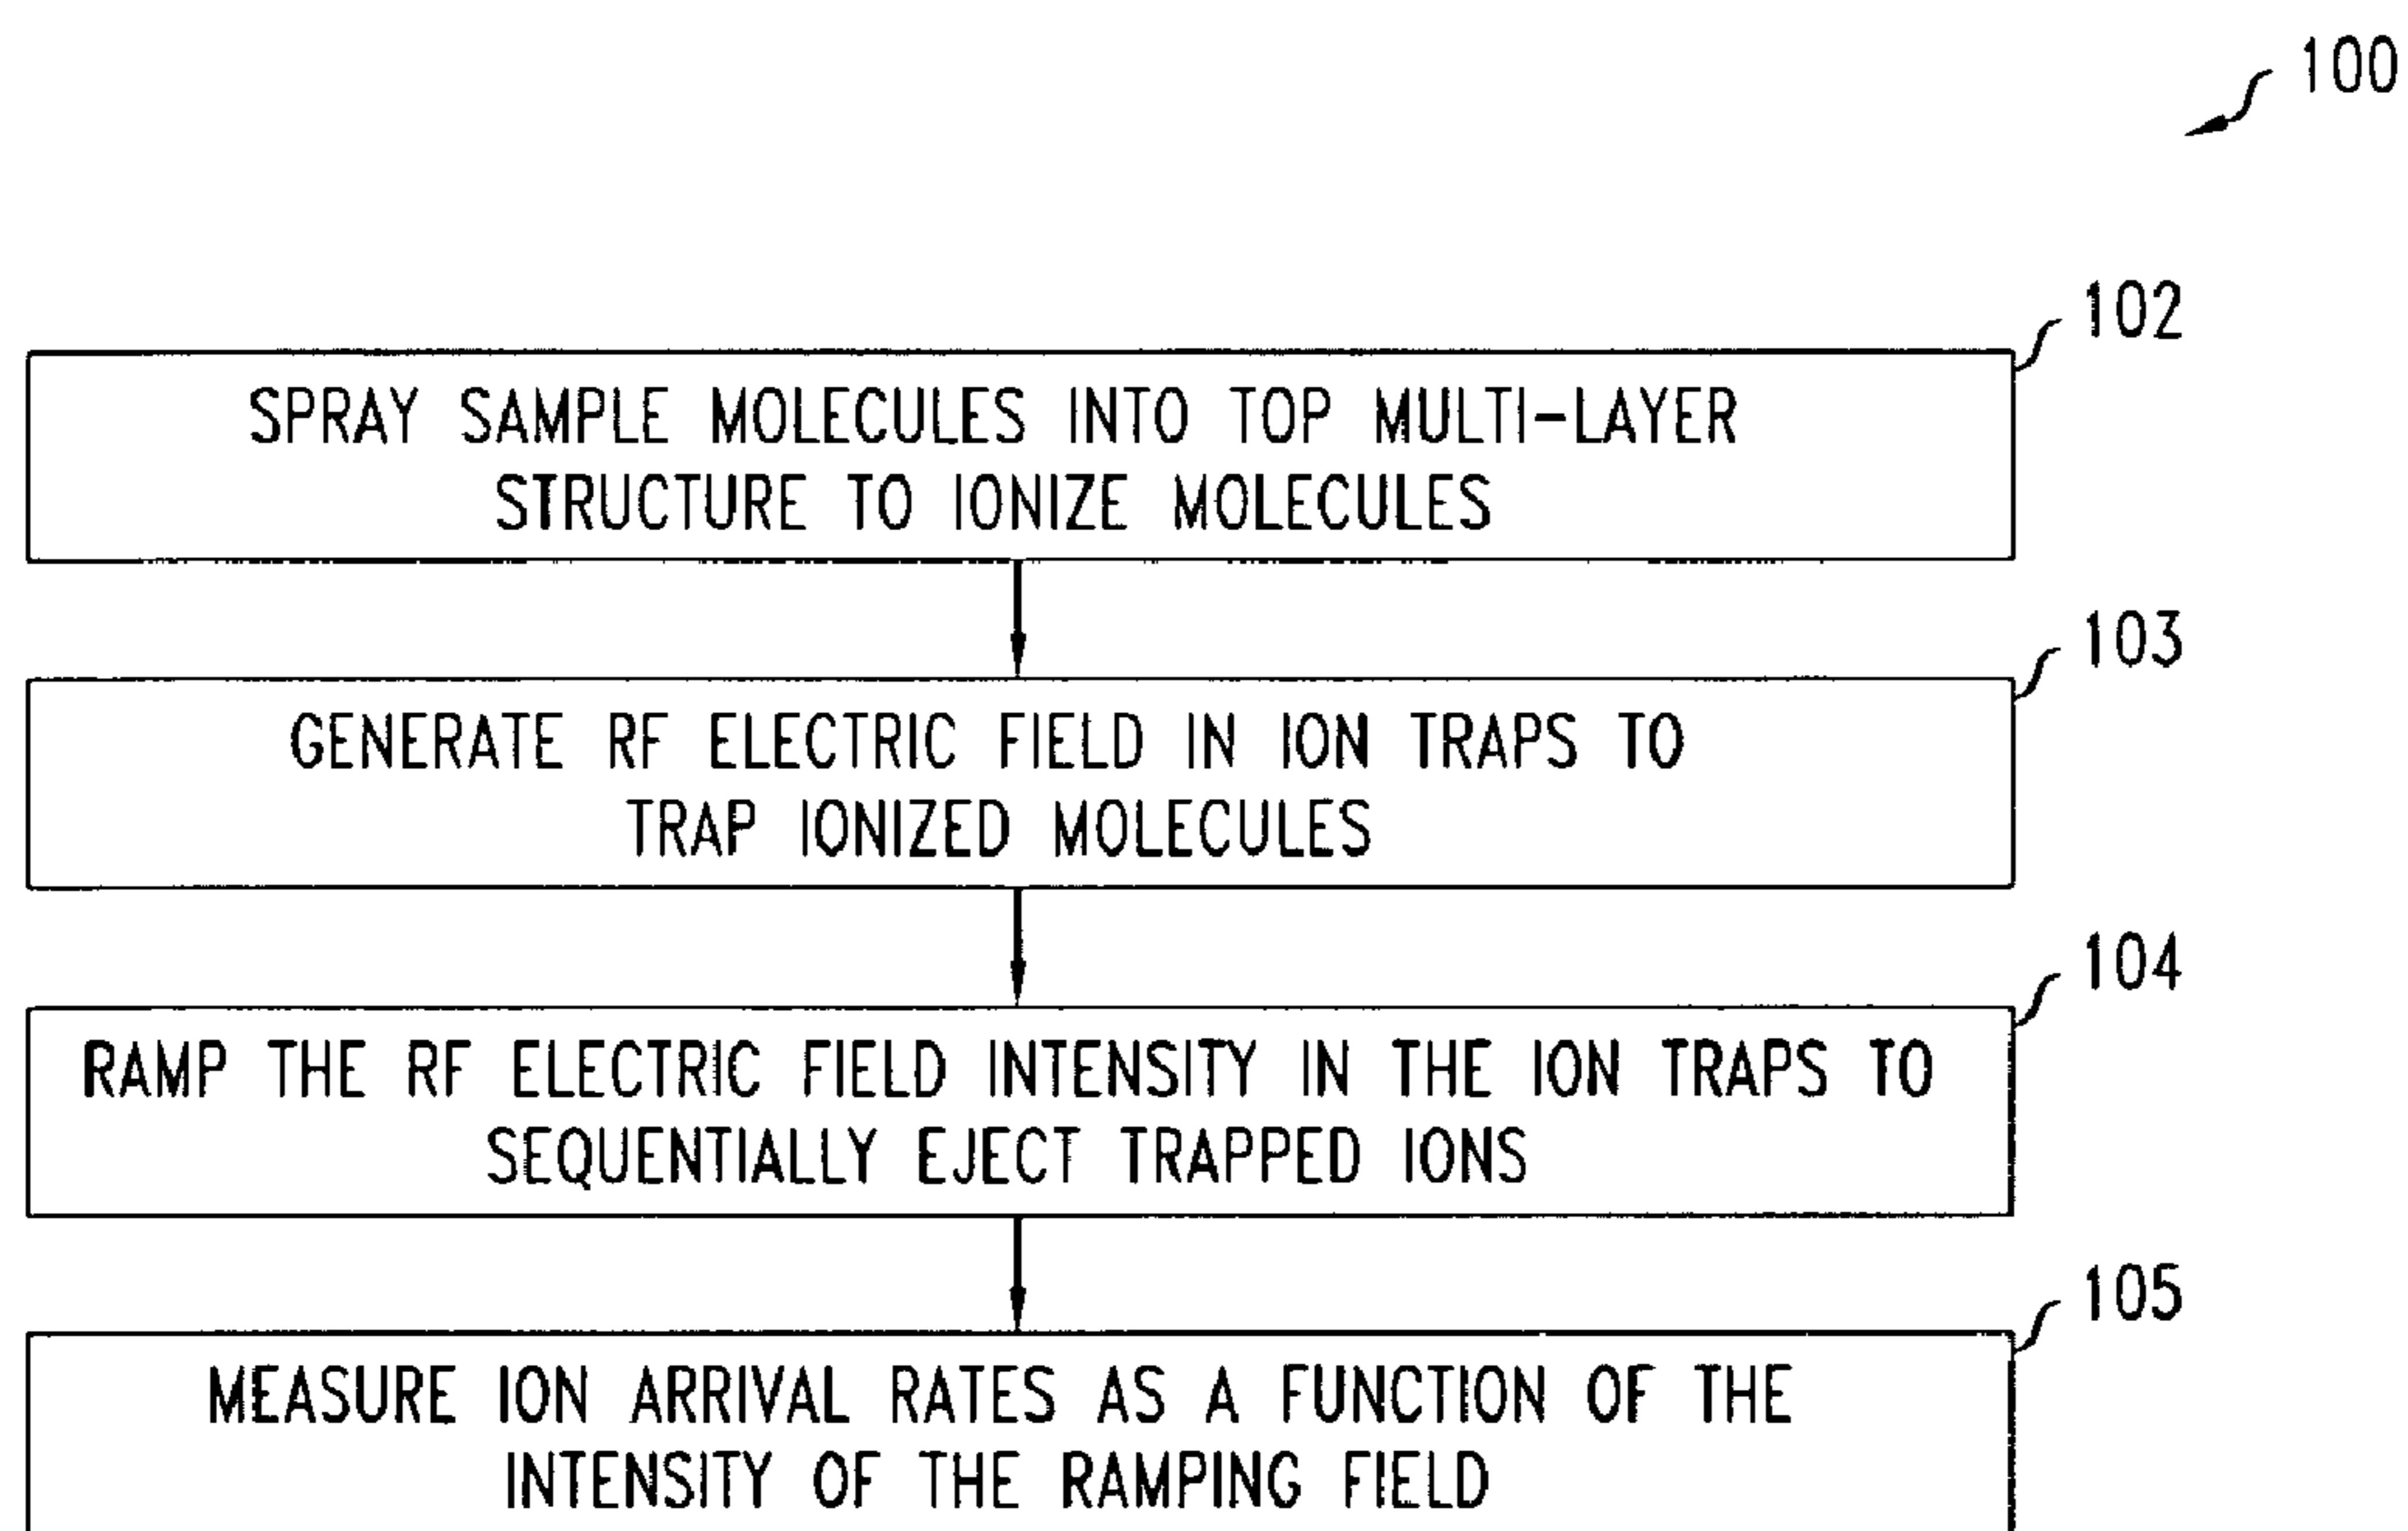 100
102
SPRAY SAMPLE MOLECULES INTO TOP MULTI-LAYER
STRUCTURE TO IONIZE MOLECULES
103
GENERATE RF ELECTRIC FIELD IN ION TRAPS TO
TRAP IONIZED MOLECULES
104
RAMP THE RF ELECTRIC FIELD INTENSITY IN THE ION TRAPS TO
SEQUENTIALLY EJECT TRAPPED IONS
105
MEASURE ION ARRIVAL RATES AS A FUNCTION OF THE
INTENSITY OF THE RAMPING FIELD